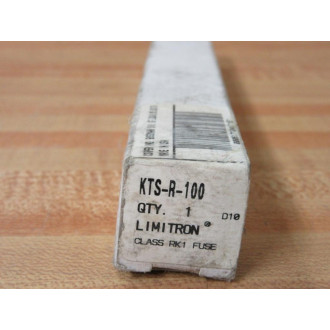 KTS-R-100
QTY. 1
D10
LIMITRON®
CLASS RK1 FUSE